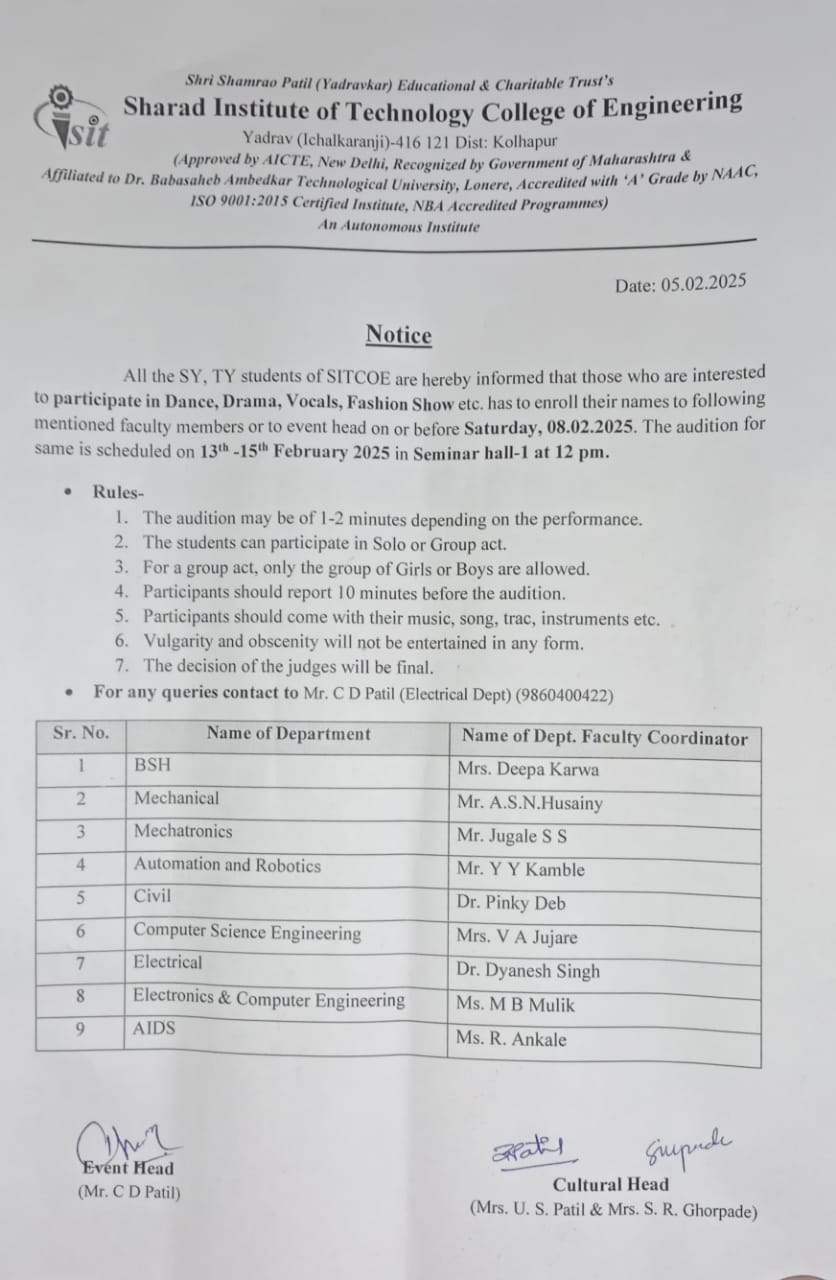 Shri Shamrao Patil (Yadravkar) Educational & Charitable Trust's
Sharad Institute of Technology College of Engineering
sit
Yadrav (Ichalkaranji)-416 121 Dist: Kolhapur
(Approved by AICTE, New Delhi, Recognized by Government of Maharashtra &
Affiliated to Dr. Babasaheb Ambedkar Technological University, Lonere, Accredited with 'A' Grade by NAAC,
ISO 9001:2015 Certified Institute, NBA Accredited Programmes)
An Autonomous Institute
Date: 05.02.2025
Notice
All the SY, TY students of SITCOE are hereby informed that those who are interested
to participate in Dance, Drama, Vocals, Fashion Show etc. has to enroll their names to following
mentioned faculty members or to event head on or before Saturday, 08.02.2025. The audition for
same is scheduled on 13th -15th February 2025 in Seminar hall-1 at 12 pm.
• Rules-
1. The audition may be of 1-2 minutes depending on the performance.
2. The students can participate in Solo or Group act.
3. For a group act, only the group of Girls or Boys are allowed.
4. Participants should report 10 minutes before the audition.
5. Participants should come with their music, song, trac, instruments etc.
6. Vulgarity and obscenity will not be entertained in any form.
7. The decision of the judges will be final.
• For any queries contact to Mr. C D Patil (Electrical Dept) (9860400422)
Sr. No. Name of Department Name of Dept. Faculty Coordinator
1 BSH Mrs. Deepa Karwa
2 Mechanical Mr. A.S.N.Husainy
3 Mechatronics Mr. Jugale S S
4 Automation and Robotics Mr. Y Y Kamble
5 Civil Dr. Pinky Deb
6 Computer Science Engineering Mrs. V A Jujare
7 Electrical Dr. Dyanesh Singh
8 Electronics & Computer Engineering Ms. M B Mulik
9 AIDS Ms. R. Ankale
Event Head
(Mr. C D Patil)
Cultural Head
(Mrs. U. S. Patil & Mrs. S. R. Ghorpade)